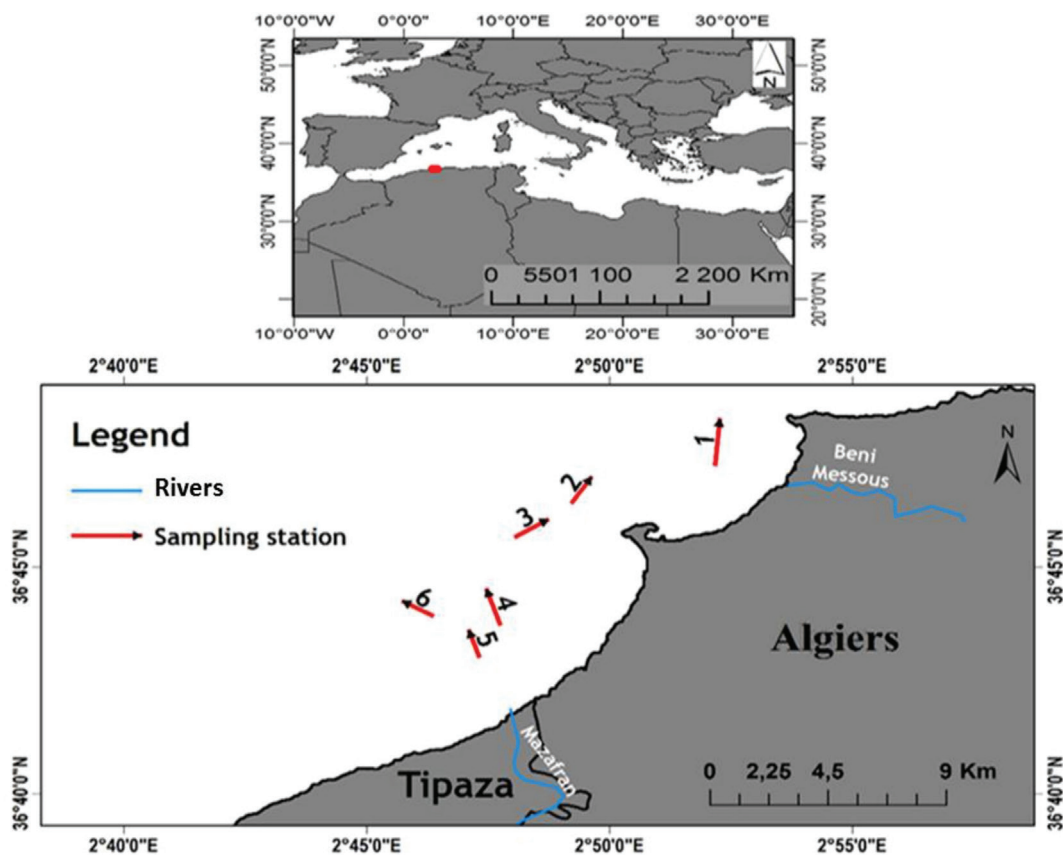 10°0'0"W 0°0'0"E 10°0'0"E 20°0'0"E 30°0'0"E
50°0'0"N 50°0'0"N
N
40°0'0"N 40°0'0"N
30°0'0"N 30°0'0"N
0 5501 100 2 200 Km
20°0'0"N
10°0'0"W 0°0'0"E 10°0'0"E 20°0'0"E 30°0'0"E
2°40'0"E 2°45'0"E 2°50'0"E 2°55'0"E
Legend
Rivers
Sampling station
1
2
3
4
5
6
Beni
Messous
N
36°45'0"N 36°45'0"N
Algiers
Mazafran
Tipaza
0 2,25 4,5 9 Km
36°40'0"N 36°40'0"N
2°40'0"E 2°45'0"E 2°50'0"E 2°55'0"E